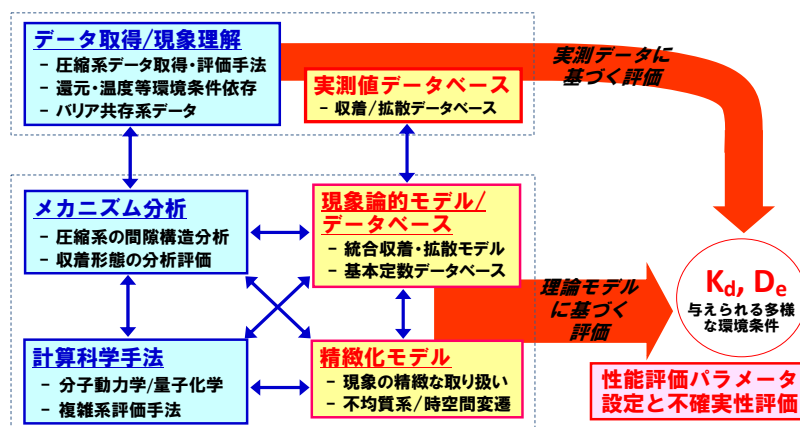 データ取得/現象理解
− 圧縮系データ取得・評価手法
− 還元・温度等環境条件依存
− バリア共存系データ
実測値データベース
− 収着/拡散データベース
実測データに
基づく評価
メカニズム分析
− 圧縮系の間隙構造分析
− 収着形態の分析評価
現象論的モデル/
データベース
− 統合収着・拡散モデル
− 基本定数データベース
理論モデル
に基づく
評価
Kd, De
与えられる多様
な環境条件
計算科学手法
− 分子動力学/量子化学
− 複雑系評価手法
精緻化モデル
− 現象の精緻な取り扱い
− 不均質系/時空間変遷
性能評価パラメータ
設定と不確実性評価